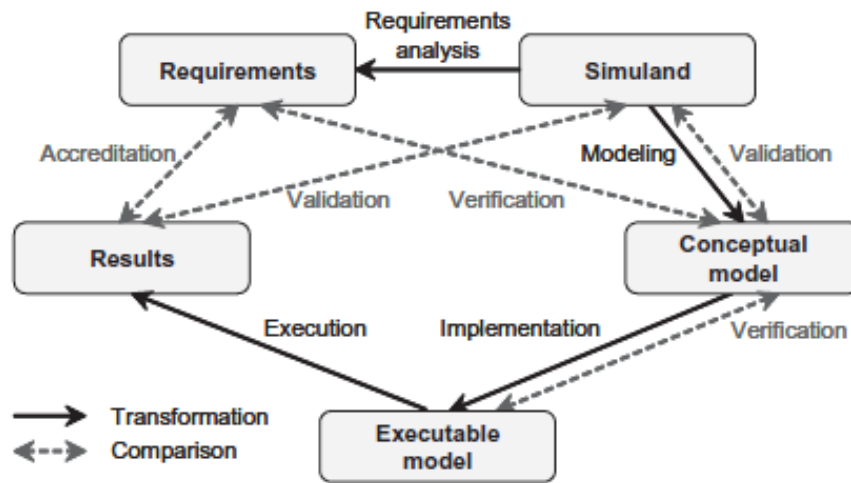 Requirements
analysis
Requirements
Simuland
Accreditation
Modeling
Validation
Validation
Verification
Results
Conceptual
model
Execution
Implementation
Verification
Transformation
Comparison
Executable
model